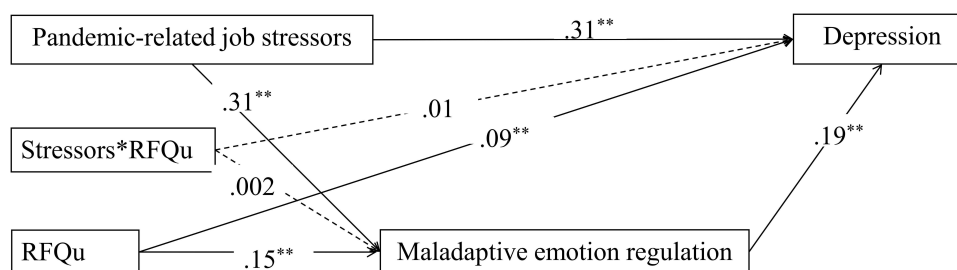 Pandemic-related job stressors
.31**
Depression
.31**
.01
Stressors*RFQu
.09**
.19**
.002
RFQu
.15**
Maladaptive emotion regulation